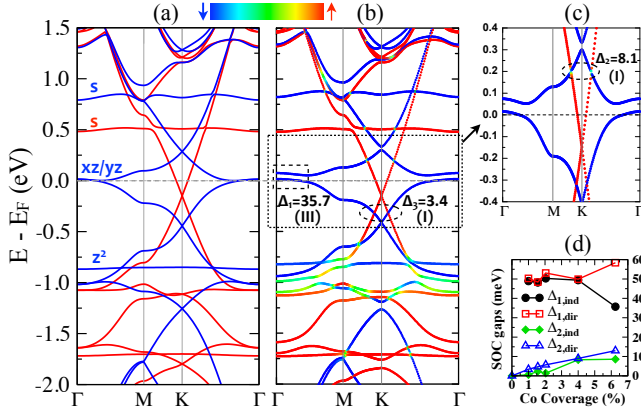 (a)
(b)
(c)
E - E_F (eV)
1.5
1.0
0.5
0.0
-0.5
-1.0
-1.5
-2.0
s
s
xz/yz
z²
Γ M K Γ
Δ₁=35.7
(III)
Δ₃=3.4
(I)
Γ M K Γ
0.4
0.3
0.2
0.1
0.0
-0.1
-0.2
-0.3
-0.4
Δ₂=8.1
(I)
Γ M K Γ
(d)
Δ1,ind
Δ1,dir
Δ2,ind
Δ2,dir
60
50
40
30
20
10
0
SOC gaps (meV)
0 1 2 3 4 5 6 7
Co Coverage (%)